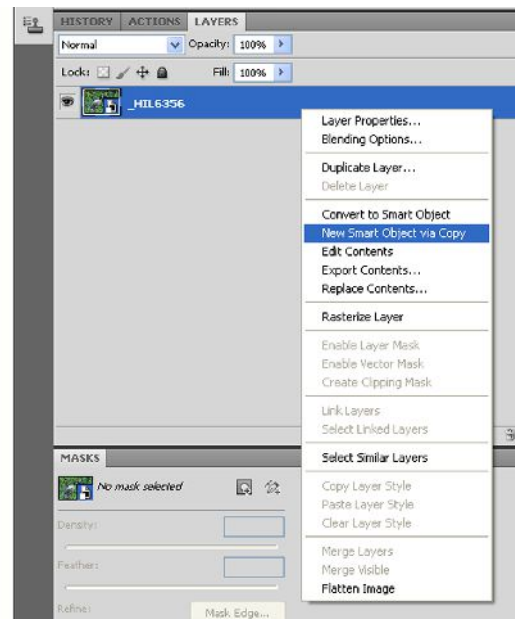 HISTORY ACTIONS LAYERS
Normal Opacity: 100%
Lock: Fill: 100%
_HIL6356
Layer Properties...
Blending Options...
Duplicate Layer...
Delete Layer
Convert to Smart Object
New Smart Object via Copy
Edit Contents
Export Contents...
Replace Contents...
Rasterize Layer
Enable Layer Mask
Enable Vector Mask
Create Clipping Mask
Link Layers
Select Linked Layers
Select Similar Layers
Copy Layer Style
Paste Layer Style
Clear Layer Style
Merge Layers
Merge Visible
Flatten Image
MASKS
No mask selected
Density:
Feather:
Refine: Mask Edge...